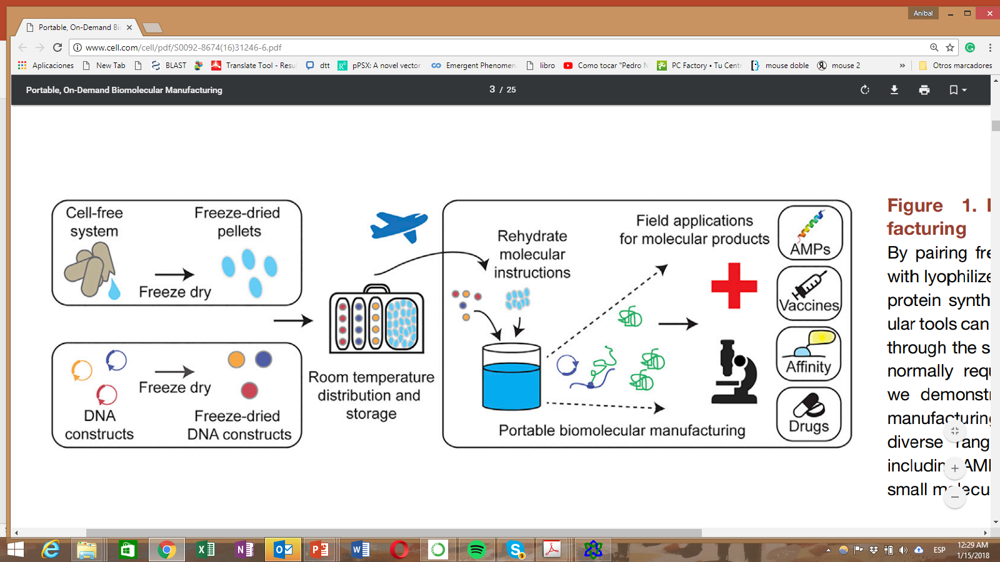 Anibal
Portable, On-Demand Bi
www.cell.com/cell/pdf/S0092-8674(16)31246-6.pdf
Aplicaciones New Tab BLAST Translate Tool - Resu dtt pPSX: A novel vector Emergent Phenomen libro Como tocar "Pedro N PC Factory • Tu Cent mouse doble mouse 2 » Otros marcadores
Portable, On-Demand Biomolecular Manufacturing 3 / 25
Cell-free
system
Freeze-dried
pellets
Freeze dry
DNA
constructs
Freeze dry
Freeze-dried
DNA constructs
Room temperature
distribution and
storage
Rehydrate
molecular
instructions
Field applications
for molecular products
Portable biomolecular manufacturing
AMPs
Vaccines
Affinity
Drugs
Figure 1.
facturing
By pairing fre
with lyophilize
protein synth
ular tools can
through the s
normally requ
we demonstr
manufacturing
diverse rang
includin AMI
small molecu
9
ESP
12:29 AM
1/15/2018